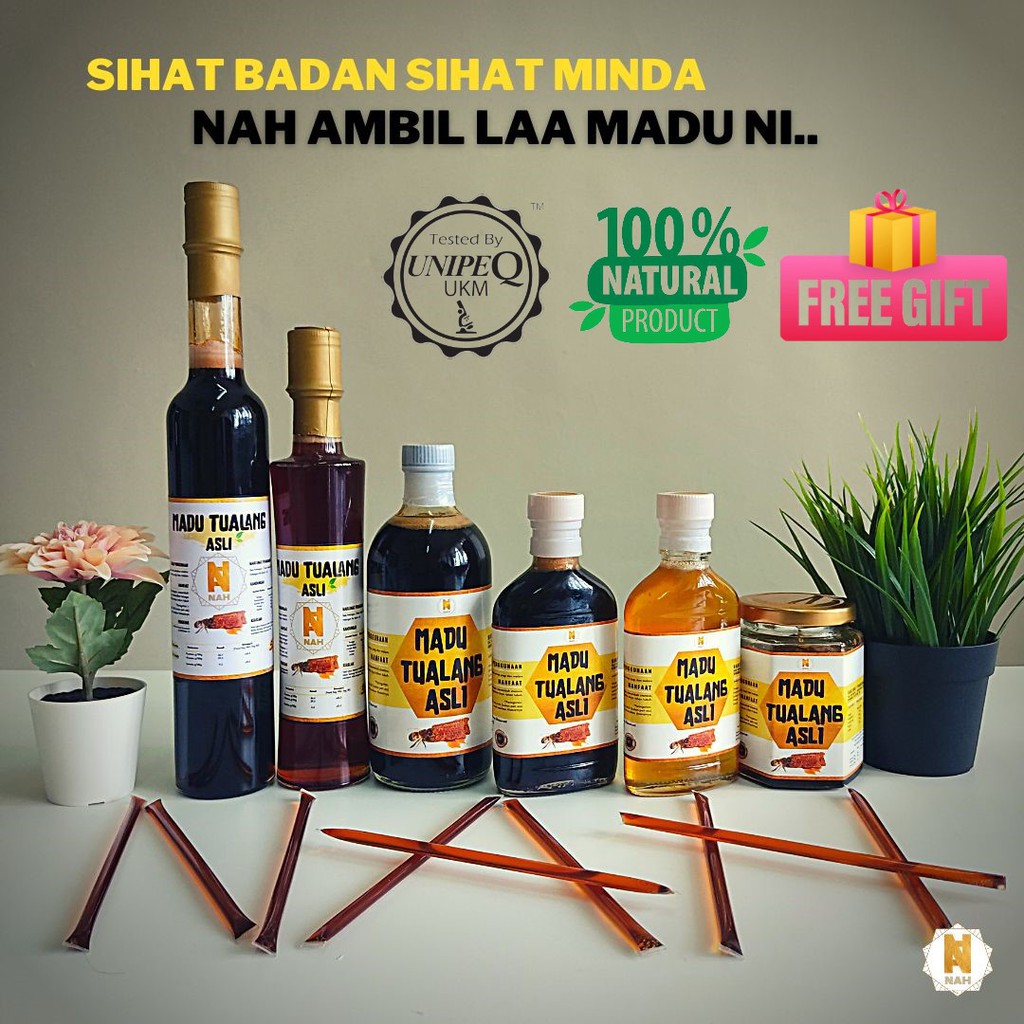 SIHAT BADAN SIHAT MINDA
NAH AMBIL LAA MADU NI..
TM
Tested By
UNIPEQ
UKM
100%
NATURAL
PRODUCT
FREE GIFT
MADU TUALANG
ASLI
NAH
MADU TUALANG
ASLI
NAH
MADU
TUALANG
ASLI
MADU
TUALANG
ASLI
MADU
TUALANG
ASLI
MADU
TUALANG
ASLI
NAH
N
NAH